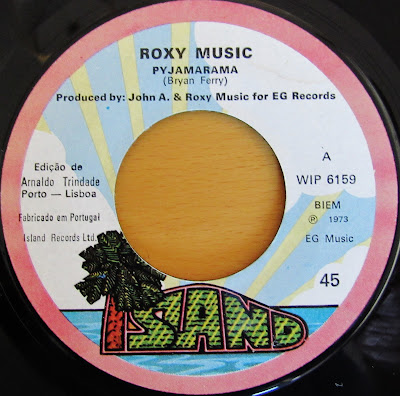 ROXY MUSIC
PYJAMARAMA
(Bryan Ferry)
Produced by: John A. & Roxy Music for EG Records
Edição de
Arnaldo Trindade
Porto — Lisboa
Fabricado em Portugal
Island Records Ltd.
A
WIP 6159
BIEM
Ⓟ 1973
EG Music
45
ISLAND